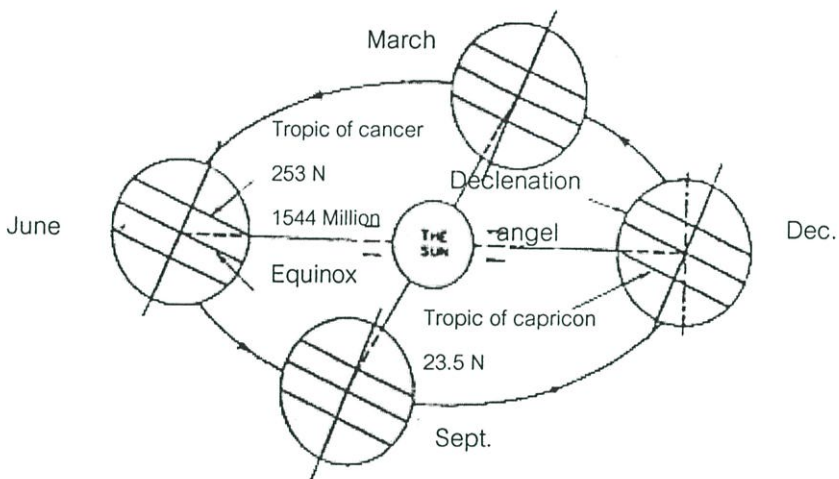 March
Tropic of cancer
253 N
Declenation
June
1544 Million
THE
SUN
angel
Dec.
Equinox
Tropic of capricon
23.5 N
Sept.